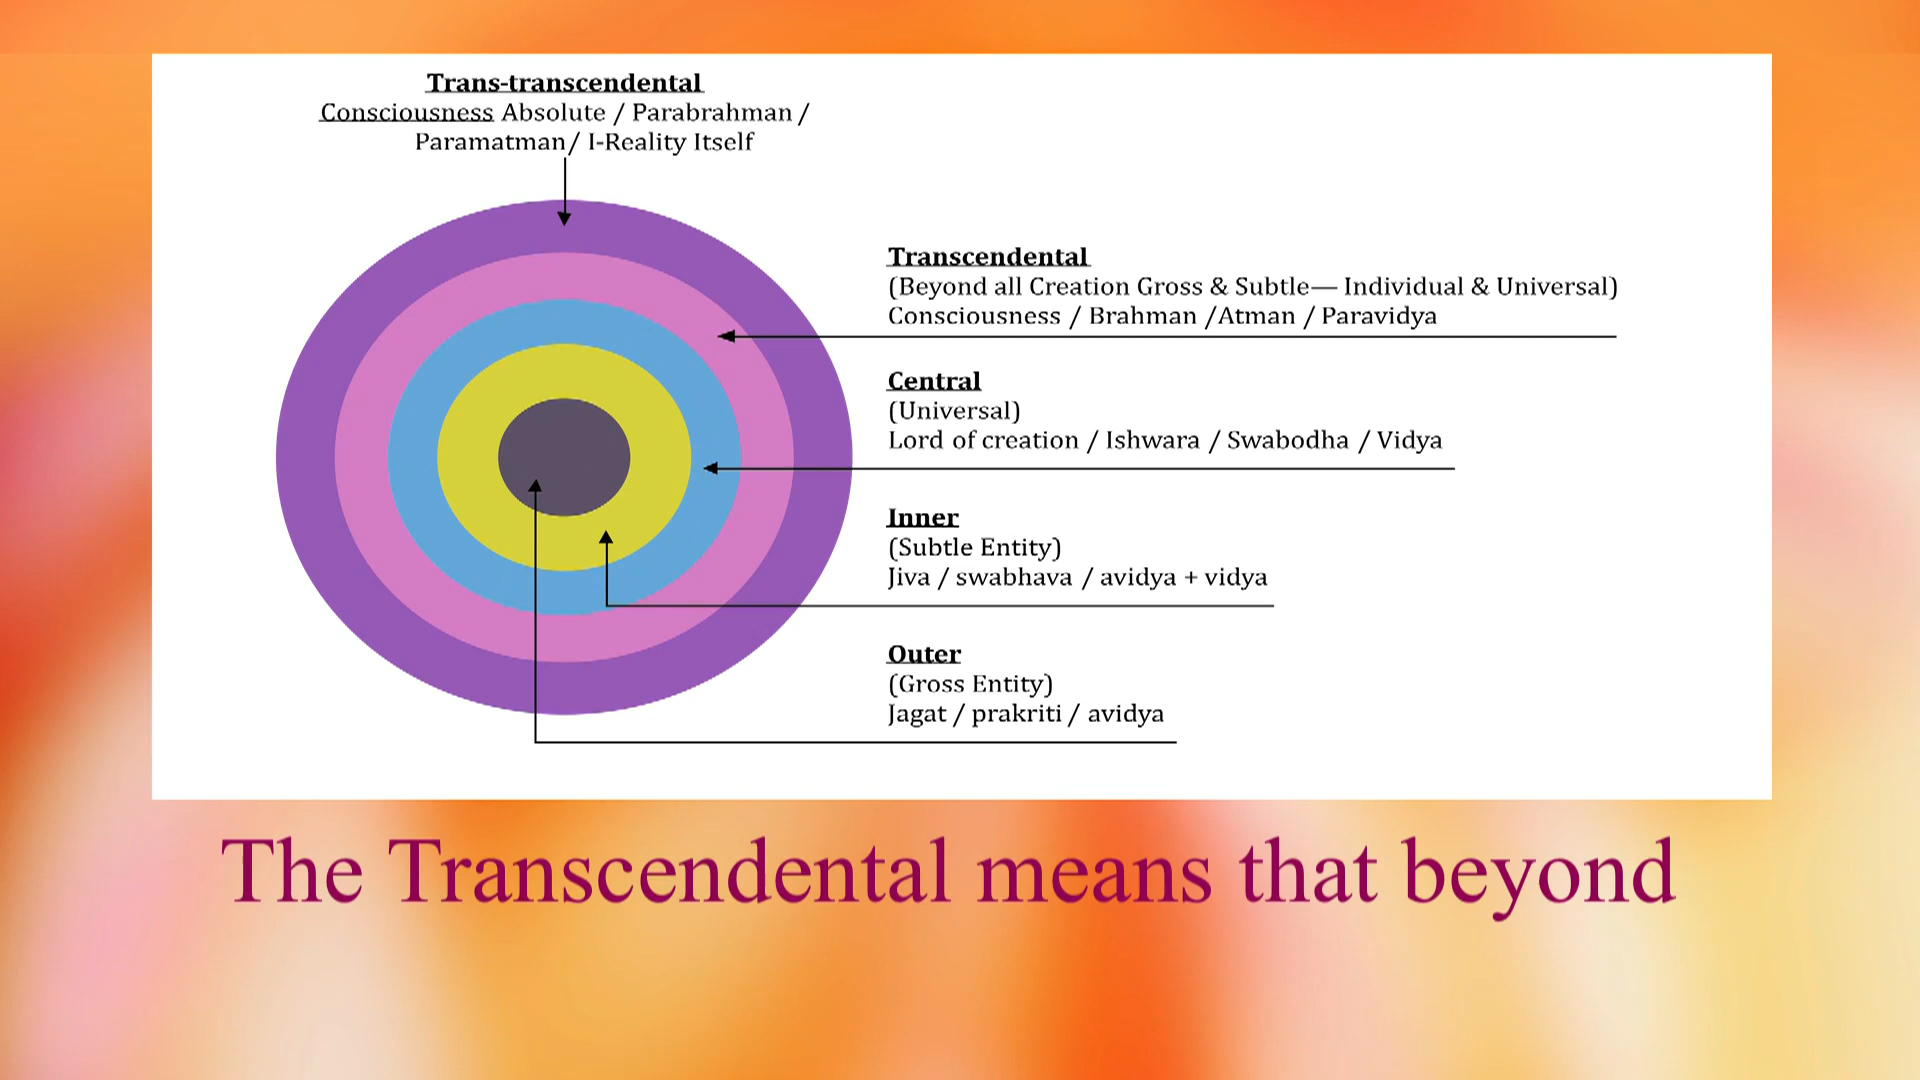 Trans-transcendental
Consciousness Absolute / Parabrahman /
Paramatman / I-Reality Itself
Transcendental
(Beyond all Creation Gross & Subtle— Individual & Universal)
Consciousness / Brahman /Atman / Paravidya
Central
(Universal)
Lord of creation / Ishwara / Swabodha / Vidya
Inner
(Subtle Entity)
Jiva / swabhava / avidya + vidya
Outer
(Gross Entity)
Jagat / prakriti / avidya
The Transcendental means that beyond